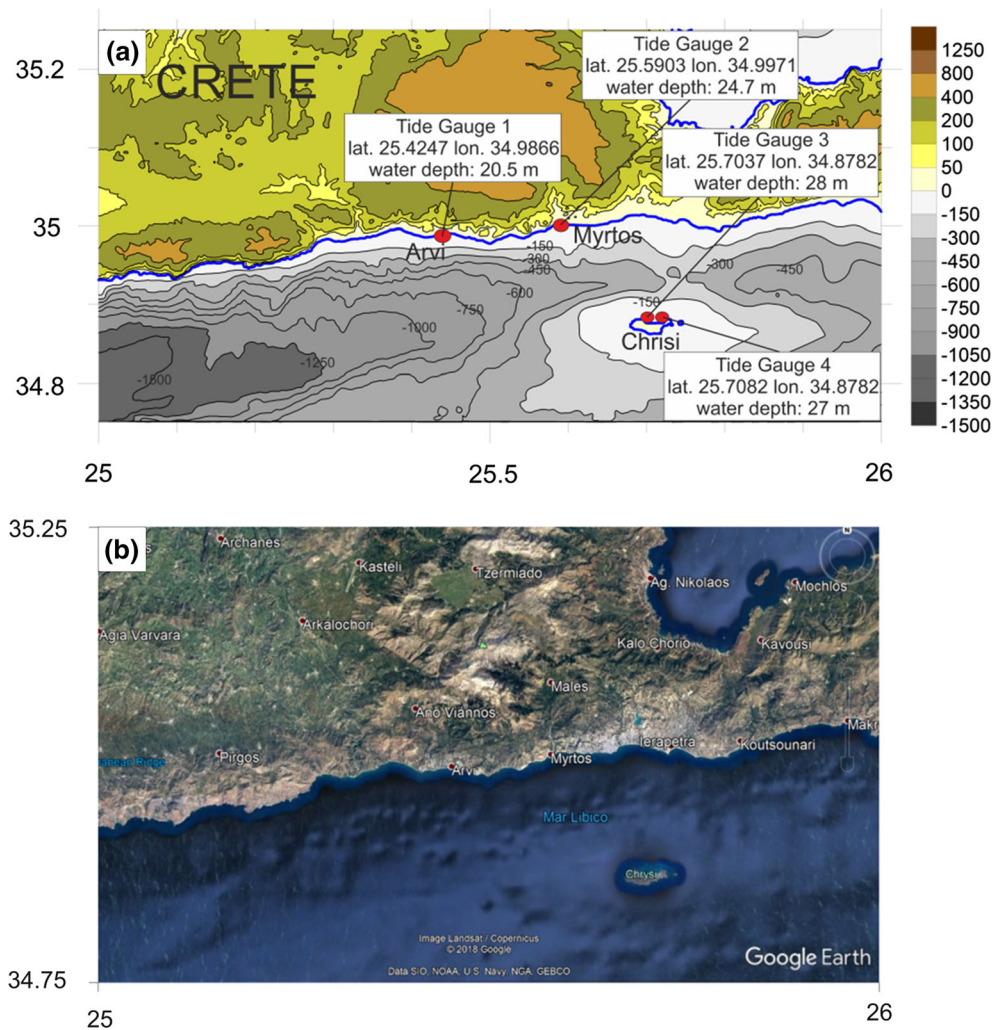 (a)
CRETE
35.2
35
34.8
25
25.5
26
Tide Gauge 1
lat. 25.4247 lon. 34.9866
water depth: 20.5 m
Tide Gauge 2
lat. 25.5903 lon. 34.9971
water depth: 24.7 m
Tide Gauge 3
lat. 25.7037 lon. 34.8782
water depth: 28 m
Tide Gauge 4
lat. 25.7082 lon. 34.8782
water depth: 27 m
Arvi
Myrtos
Chrisi
-150
-300
-450
-600
-750
-1000
-1250
-1500
-150
-300
-450
1250
800
400
200
100
50
0
-150
-300
-450
-600
-750
-900
-1050
-1200
-1350
-1500
(b)
35.25
34.75
25
26
s
Archanes
Kasteli
Tzermiado
Ag. Nikolaos
Mochlos
N
Agia Varvara
Arkalochori
Kalo Chorio
Kavousi
Males
Ano Viannos
Makr
Pirgos
ranean Ridge
Arvi
Myrtos
Ierapetra
Koutsounari
Mar Libico
Chrysi
Image Landsat / Copernicus
© 2018 Google
Data SIO, NOAA, U.S. Navy, NGA, GEBCO
Google Earth